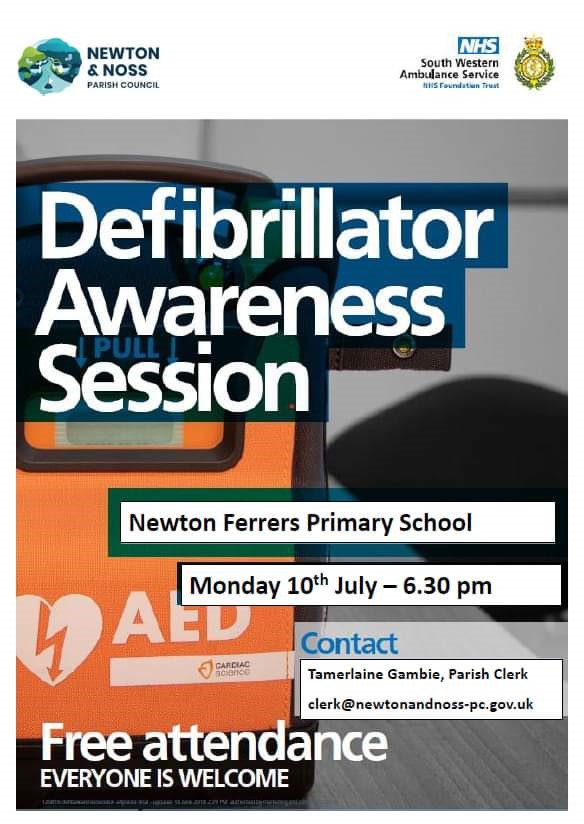 NEWTON
& NOSS
PARISH COUNCIL
NHS
South Western
Ambulance Service
NHS Foundation Trust
Defibrillator
Awareness
PULL
Session
Newton Ferrers Primary School
Monday 10th July – 6.30 pm
AED
CARDIAC
science
Contact
Tamerlaine Gambie, Parish Clerk
clerk@newtonandnoss-pc.gov.uk
Free attendance
EVERYONE IS WELCOME